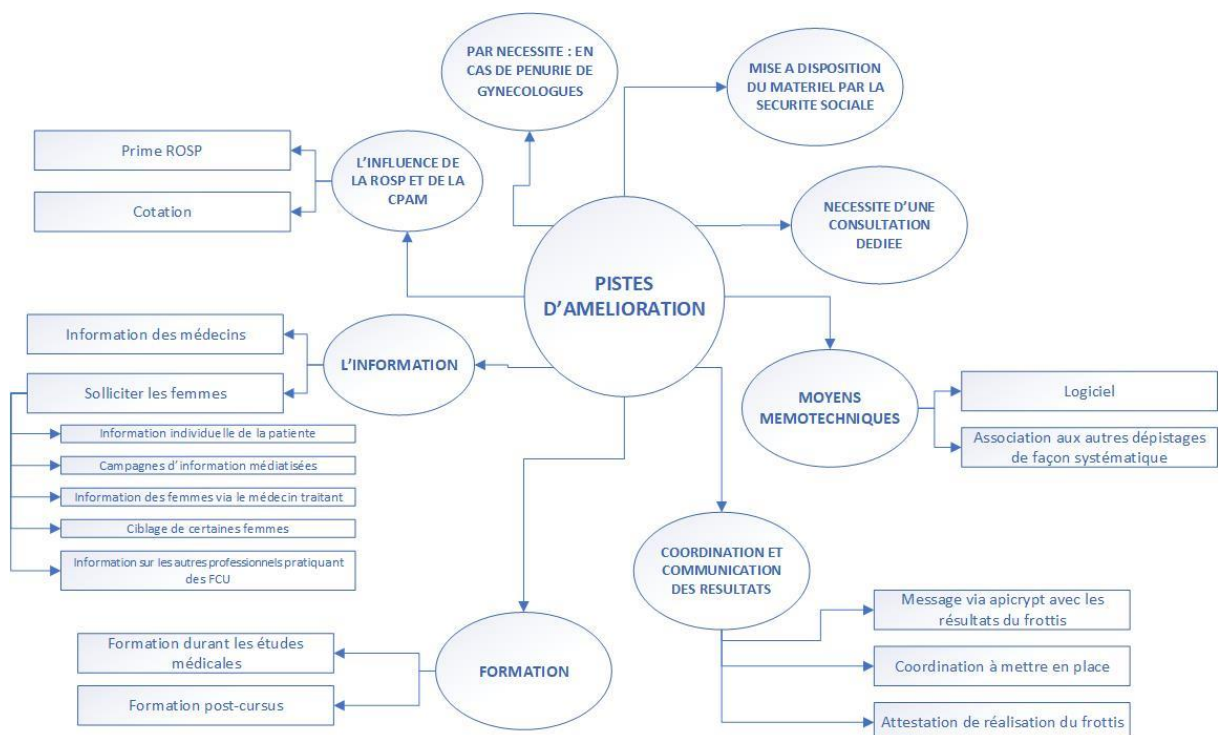 PAR NECESSITE : EN
CAS DE PENURIE DE
GYNECOLOGUES
MISE A DISPOSITION
DU MATERIEL PAR LA
SECURITE SOCIALE
Prime ROSP
Cotation
L'INFLUENCE DE
LA ROSP ET DE LA
CPAM
NECESSITE D'UNE
CONSULTATION
DEDIEE
PISTES
D'AMELIORATION
Information des médecins
Solliciter les femmes
L'INFORMATION
Information individuelle de la patiente
Campagnes d'information médiatisées
Information des femmes via le médecin traitant
Ciblage de certaines femmes
Information sur les autres professionnels pratiquant
des FCU
MOYENS
MEMOTECHNIQUES
Logiciel
Association aux autres dépistages
de façon systématique
COORDINATION ET
COMMUNICATION
DES RESULTATS
Message via apicrypt avec les
résultats du frottis
Coordination à mettre en place
Attestation de réalisation du frottis
Formation durant les études
médicales
Formation post-cursus
FORMATION